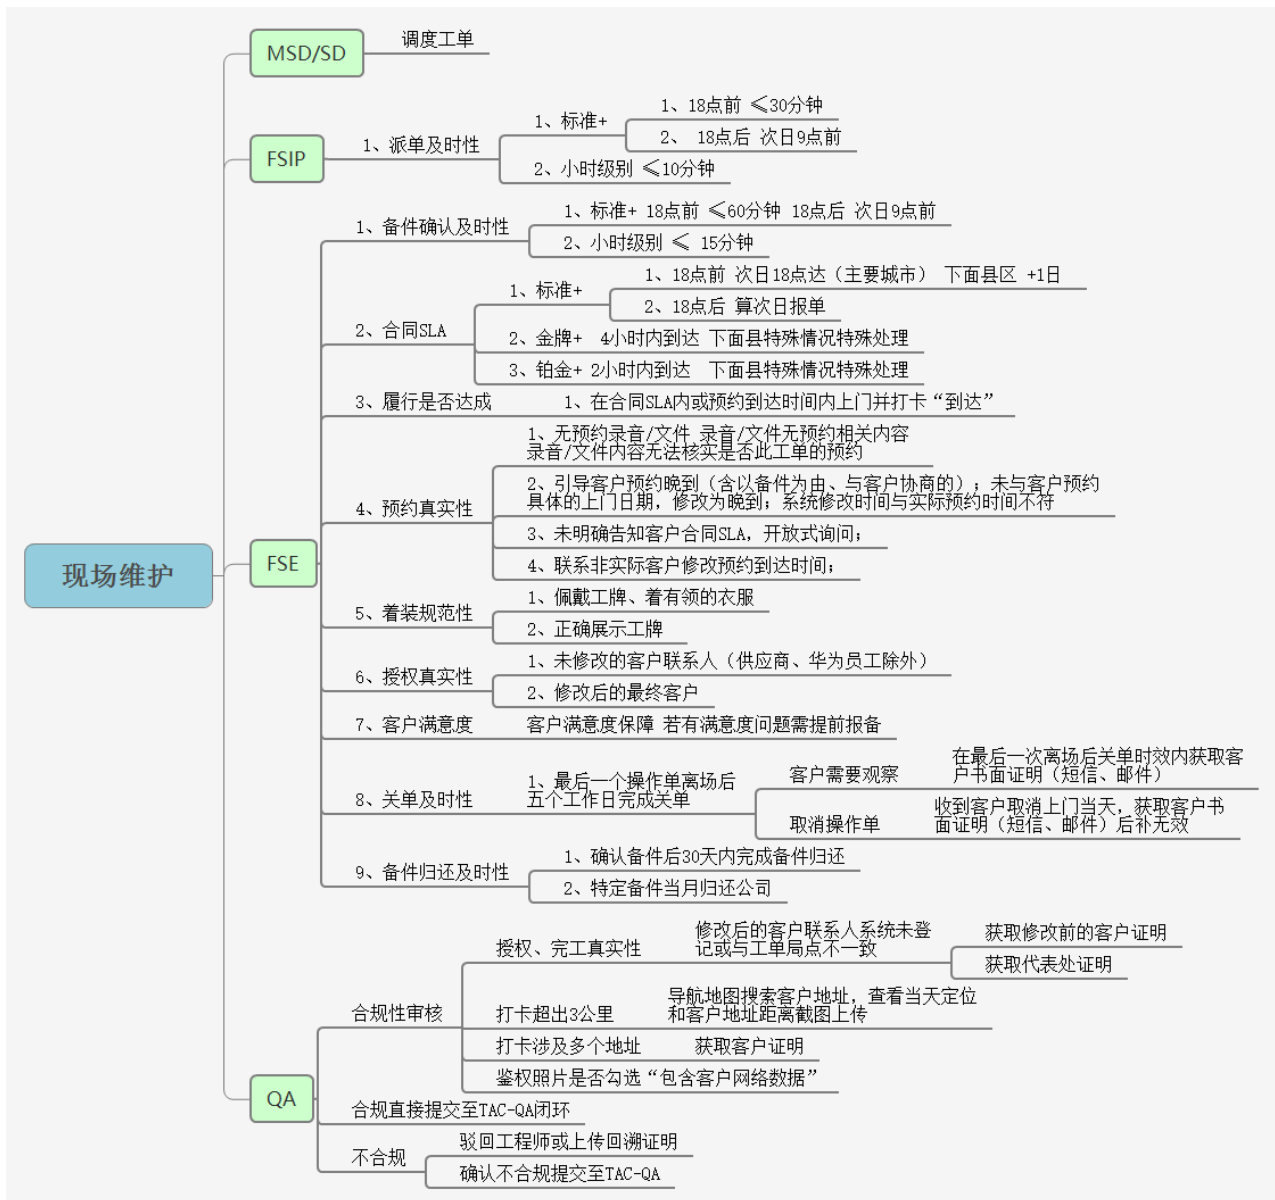 MSD/SD
调度工单
FSIP
1、派单及时性
1、标准+
1、18点前 ≤30分钟
2、 18点后 次日9点前
2、小时级别 ≤10分钟
现场维护
FSE
1、备件确认及时性
1、标准+ 18点前 ≤60分钟 18点后 次日9点前
2、小时级别 ≤ 15分钟
2、合同SLA
1、标准+
1、18点前 次日18点达（主要城市） 下面县区 +1日
2、18点后 算次日报单
2、金牌+ 4小时内到达 下面县特殊情况特殊处理
3、铂金+ 2小时内到达 下面县特殊情况特殊处理
3、履行是否达成
1、在合同SLA内或预约到达时间内上门并打卡“到达”
4、预约真实性
1、无预约录音/文件 录音/文件无预约相关内容
录音/文件内容无法核实是否此工单的预约
2、引导客户预约晚到（含以备件为由、与客户协商的）；未与客户预约
具体的上门日期，修改为晚到；系统修改时间与实际预约时间不符
3、未明确告知客户合同SLA，开放式询问；
4、联系非实际客户修改预约到达时间；
5、着装规范性
1、佩戴工牌、着有领的衣服
2、正确展示工牌
6、授权真实性
1、未修改的客户联系人（供应商、华为员工除外）
2、修改后的最终客户
7、客户满意度
客户满意度保障 若有满意度问题需提前报备
8、关单及时性
1、最后一个操作单离场后
五个工作日完成关单
客户需要观察
在最后一次离场后关单时效内获取客
户书面证明（短信、邮件）
取消操作单
收到客户取消上门当天，获取客户书
面证明（短信、邮件）后补无效
9、备件归还及时性
1、确认备件后30天内完成备件归还
2、特定备件当月归还公司
QA
合规性审核
授权、完工真实性
修改后的客户联系人系统未登
记或与工单局点不一致
获取修改前的客户证明
获取代表处证明
打卡超出3公里
导航地图搜索客户地址，查看当天定位
和客户地址距离截图上传
打卡涉及多个地址
获取客户证明
鉴权照片是否勾选“包含客户网络数据”
合规直接提交至TAC-QA闭环
不合规
驳回工程师或上传回溯证明
确认不合规提交至TAC-QA